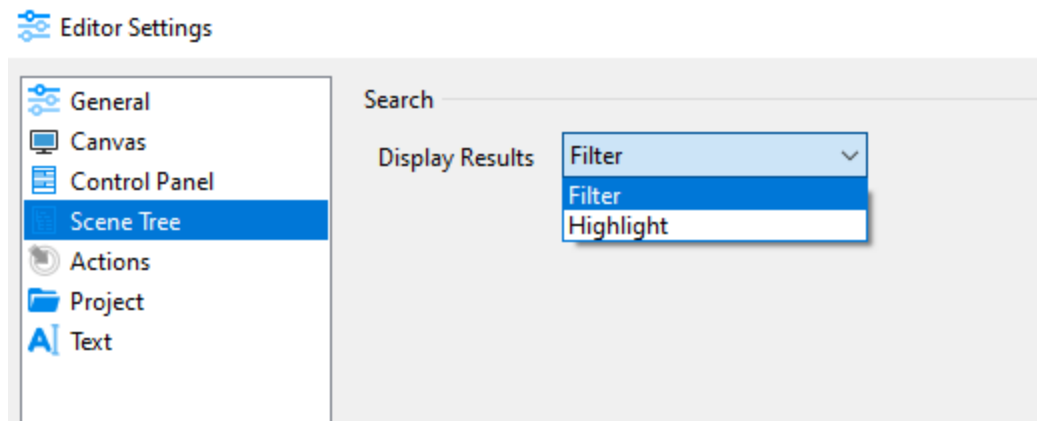 Editor Settings
General
Canvas
Control Panel
Scene Tree
Actions
Project
Text
Search
Display Results
Filter
Filter
Highlight